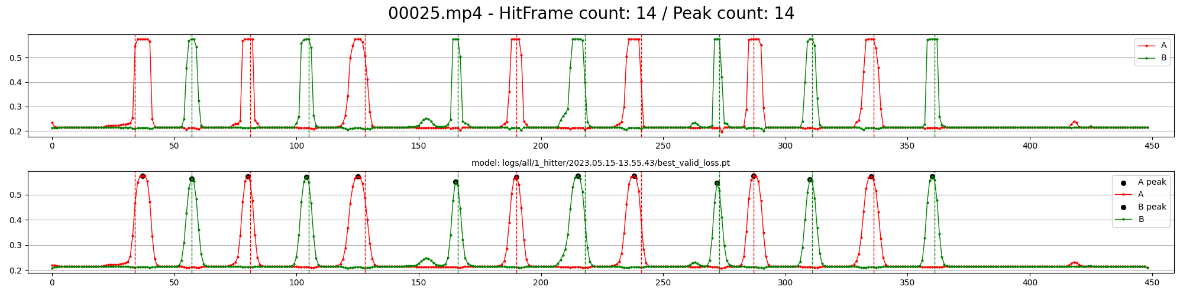 00025.mp4 - HitFrame count: 14 / Peak count: 14
A
B
0.5
0.4
0.3
0.2
0 50 100 150 200 250 300 350 400 450
model: logs/all/1_hitter/2023.05.15-13.55.43/best_valid_loss.pt
A peak
A
B peak
B
0.5
0.4
0.3
0.2
0 50 100 150 200 250 300 350 400 450